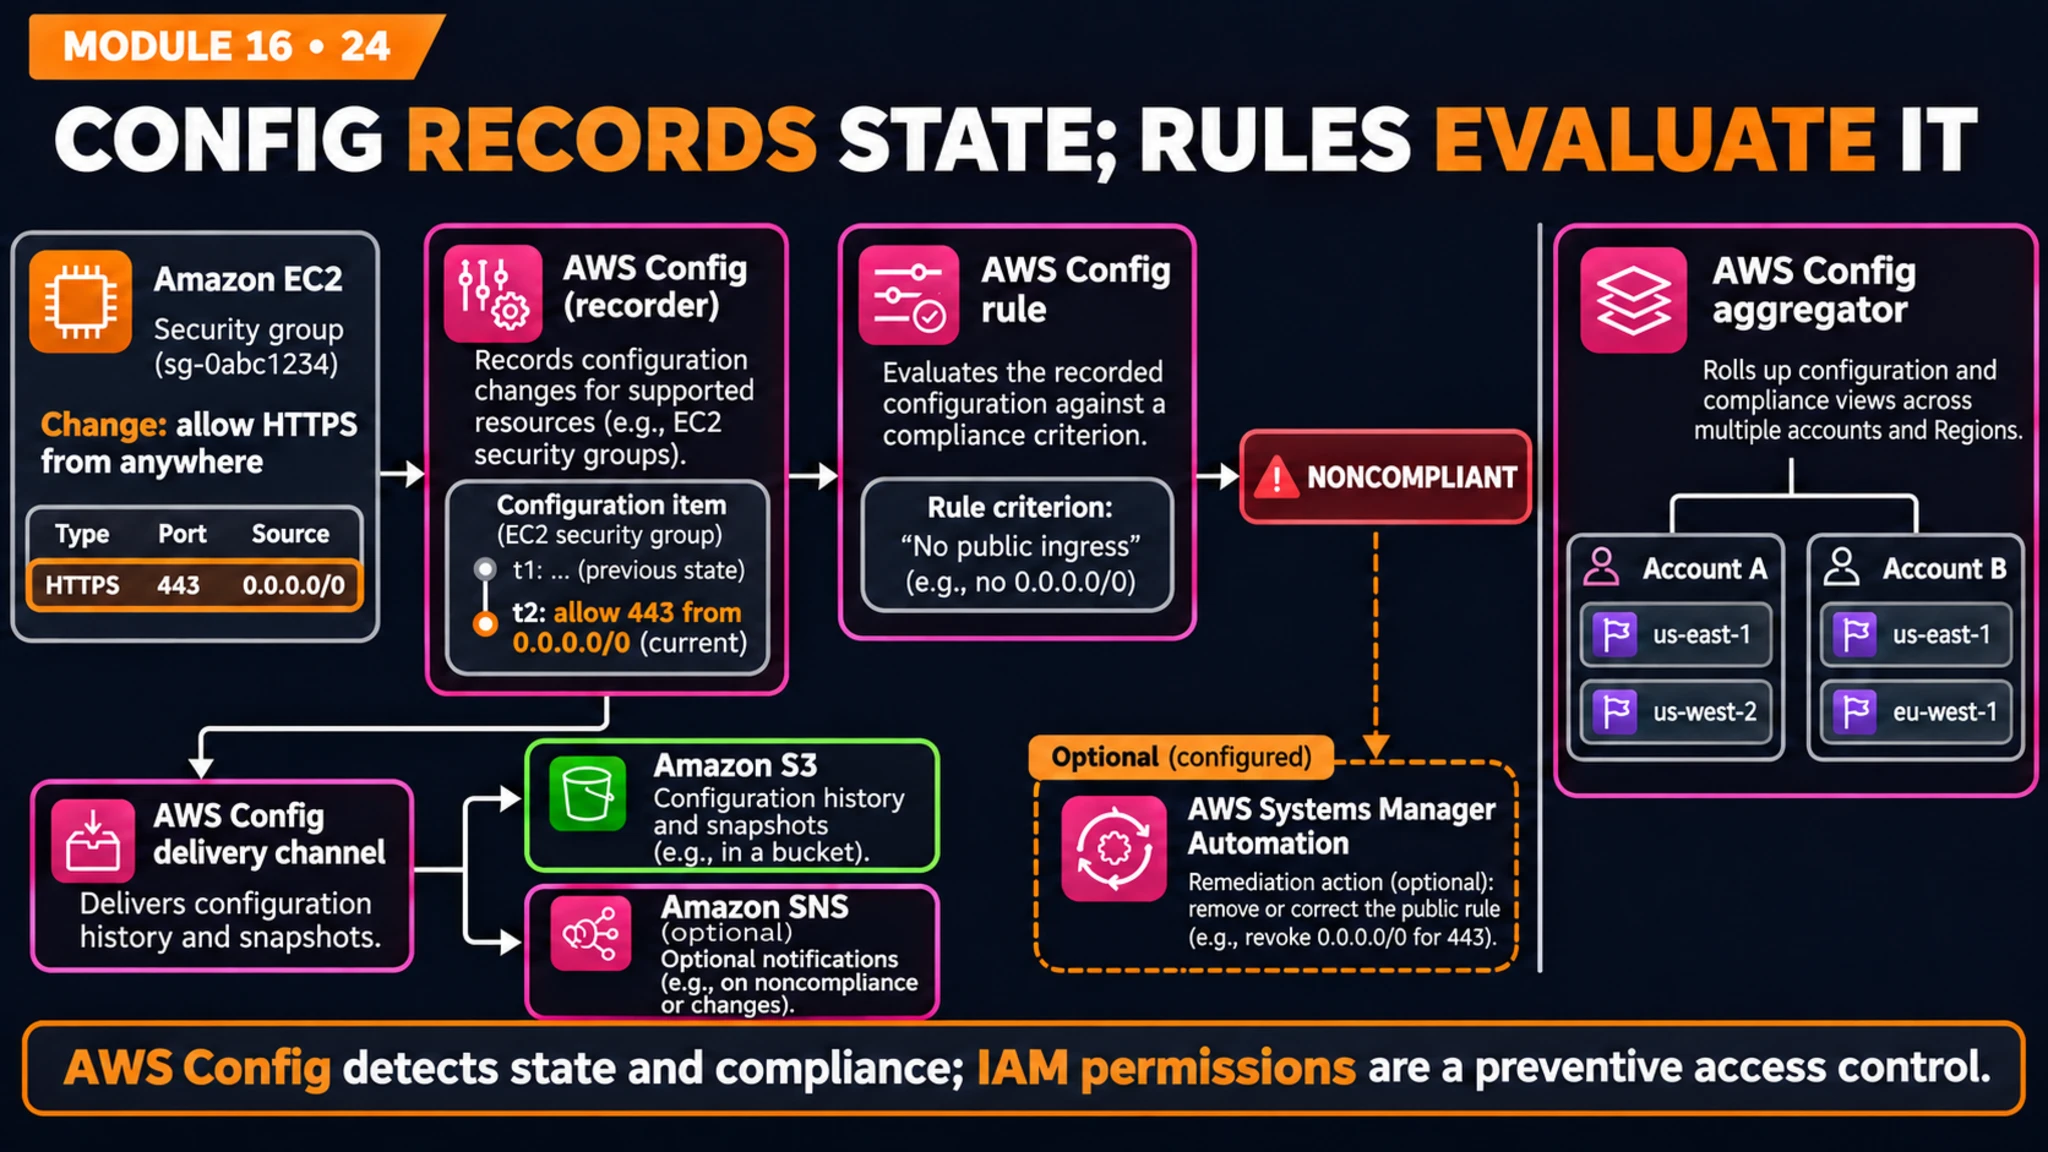 MODULE 16 • 24
CONFIG RECORDS STATE; RULES EVALUATE IT
Amazon EC2
Security group
(sg-0abc1234)
Change: allow HTTPS
from anywhere
Type Port Source
HTTPS 443 0.0.0.0/0
AWS Config
(recorder)
Records configuration
changes for supported
resources (e.g., EC2
security groups).
Configuration item
(EC2 security group)
t1: ... (previous state)
t2: allow 443 from
0.0.0.0/0 (current)
AWS Config
rule
Evaluates the recorded
configuration against a
compliance criterion.
Rule criterion:
“No public ingress”
(e.g., no 0.0.0.0/0)
NONCOMPLIANT
AWS Config
aggregator
Rolls up configuration and
compliance views across
multiple accounts and Regions.
Account A
us-east-1
us-west-2
Account B
us-east-1
eu-west-1
AWS Config
delivery channel
Delivers configuration
history and snapshots.
Amazon S3
Configuration history
and snapshots
(e.g., in a bucket).
Amazon SNS
(optional)
Optional notifications
(e.g., on noncompliance
or changes).
Optional (configured)
AWS Systems Manager
Automation
Remediation action (optional):
remove or correct the public rule
(e.g., revoke 0.0.0.0/0 for 443).
AWS Config detects state and compliance; IAM permissions are a preventive access control.